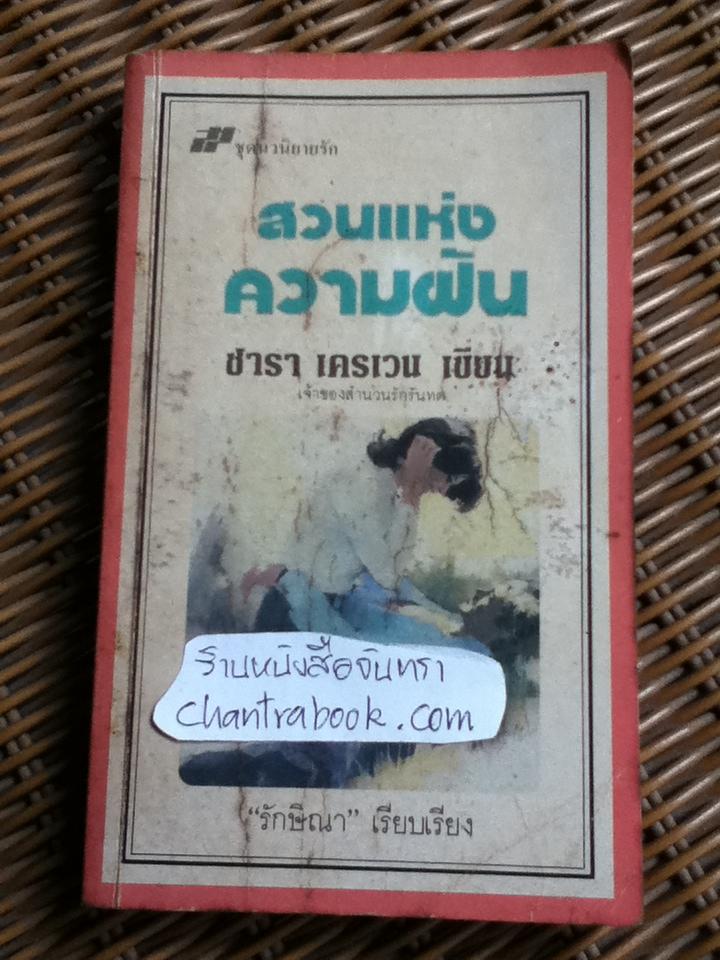 ชุดนวนิยายรัก
สวนแห่ง
ความฝัน
ซารา เครเวน เขียน
เจ้าของสำนวนรักรันทด
ร้านหนังสือจันทรา
chantrabook.com
“รักษิณา” เรียบเรียง